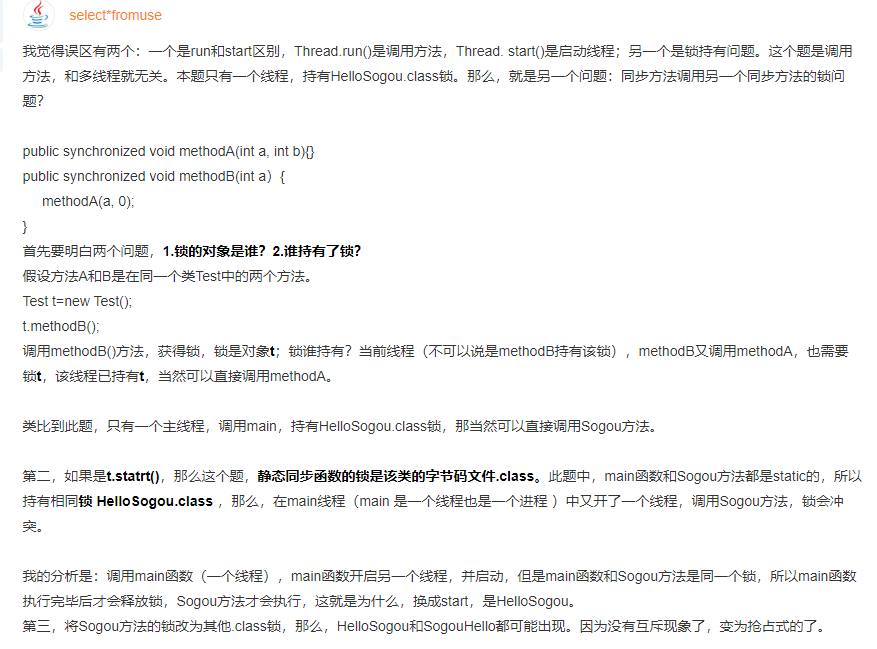 select*fromuse
我觉得误区有两个：一个是run和start区别，Thread.run()是调用方法，Thread. start()是启动线程；另一个是锁持有问题。这个题是调用
方法，和多线程就无关。本题只有一个线程，持有HelloSogou.class锁。那么，就是另一个问题：同步方法调用另一个同步方法的锁问
题？
public synchronized void methodA(int a, int b){}
public synchronized void methodB(int a）{
methodA(a, 0);
}
首先要明白两个问题，1.锁的对象是谁？2.谁持有了锁？
假设方法A和B是在同一个类Test中的两个方法。
Test t=new Test();
t.methodB();
调用methodB()方法，获得锁，锁是对象t；锁谁持有？当前线程（不可以说是methodB持有该锁），methodB又调用methodA，也需要
锁t，该线程已持有t，当然可以直接调用methodA。
类比到此题，只有一个主线程，调用main，持有HelloSogou.class锁，那当然可以直接调用Sogou方法。
第二，如果是t.statrt()，那么这个题，静态同步函数的锁是该类的字节码文件.class。此题中，main函数和Sogou方法都是static的，所以
持有相同锁 HelloSogou.class ，那么，在main线程（main 是一个线程也是一个进程 ）中又开了一个线程，调用Sogou方法，锁会冲
突。
我的分析是：调用main函数（一个线程），main函数开启另一个线程，并启动，但是main函数和Sogou方法是同一个锁，所以main函数
执行完毕后才会释放锁，Sogou方法才会执行，这就是为什么，换成start，是HelloSogou。
第三，将Sogou方法的锁改为其他.class锁，那么，HelloSogou和SogouHello都可能出现。因为没有互斥现象了，变为抢占式的了。